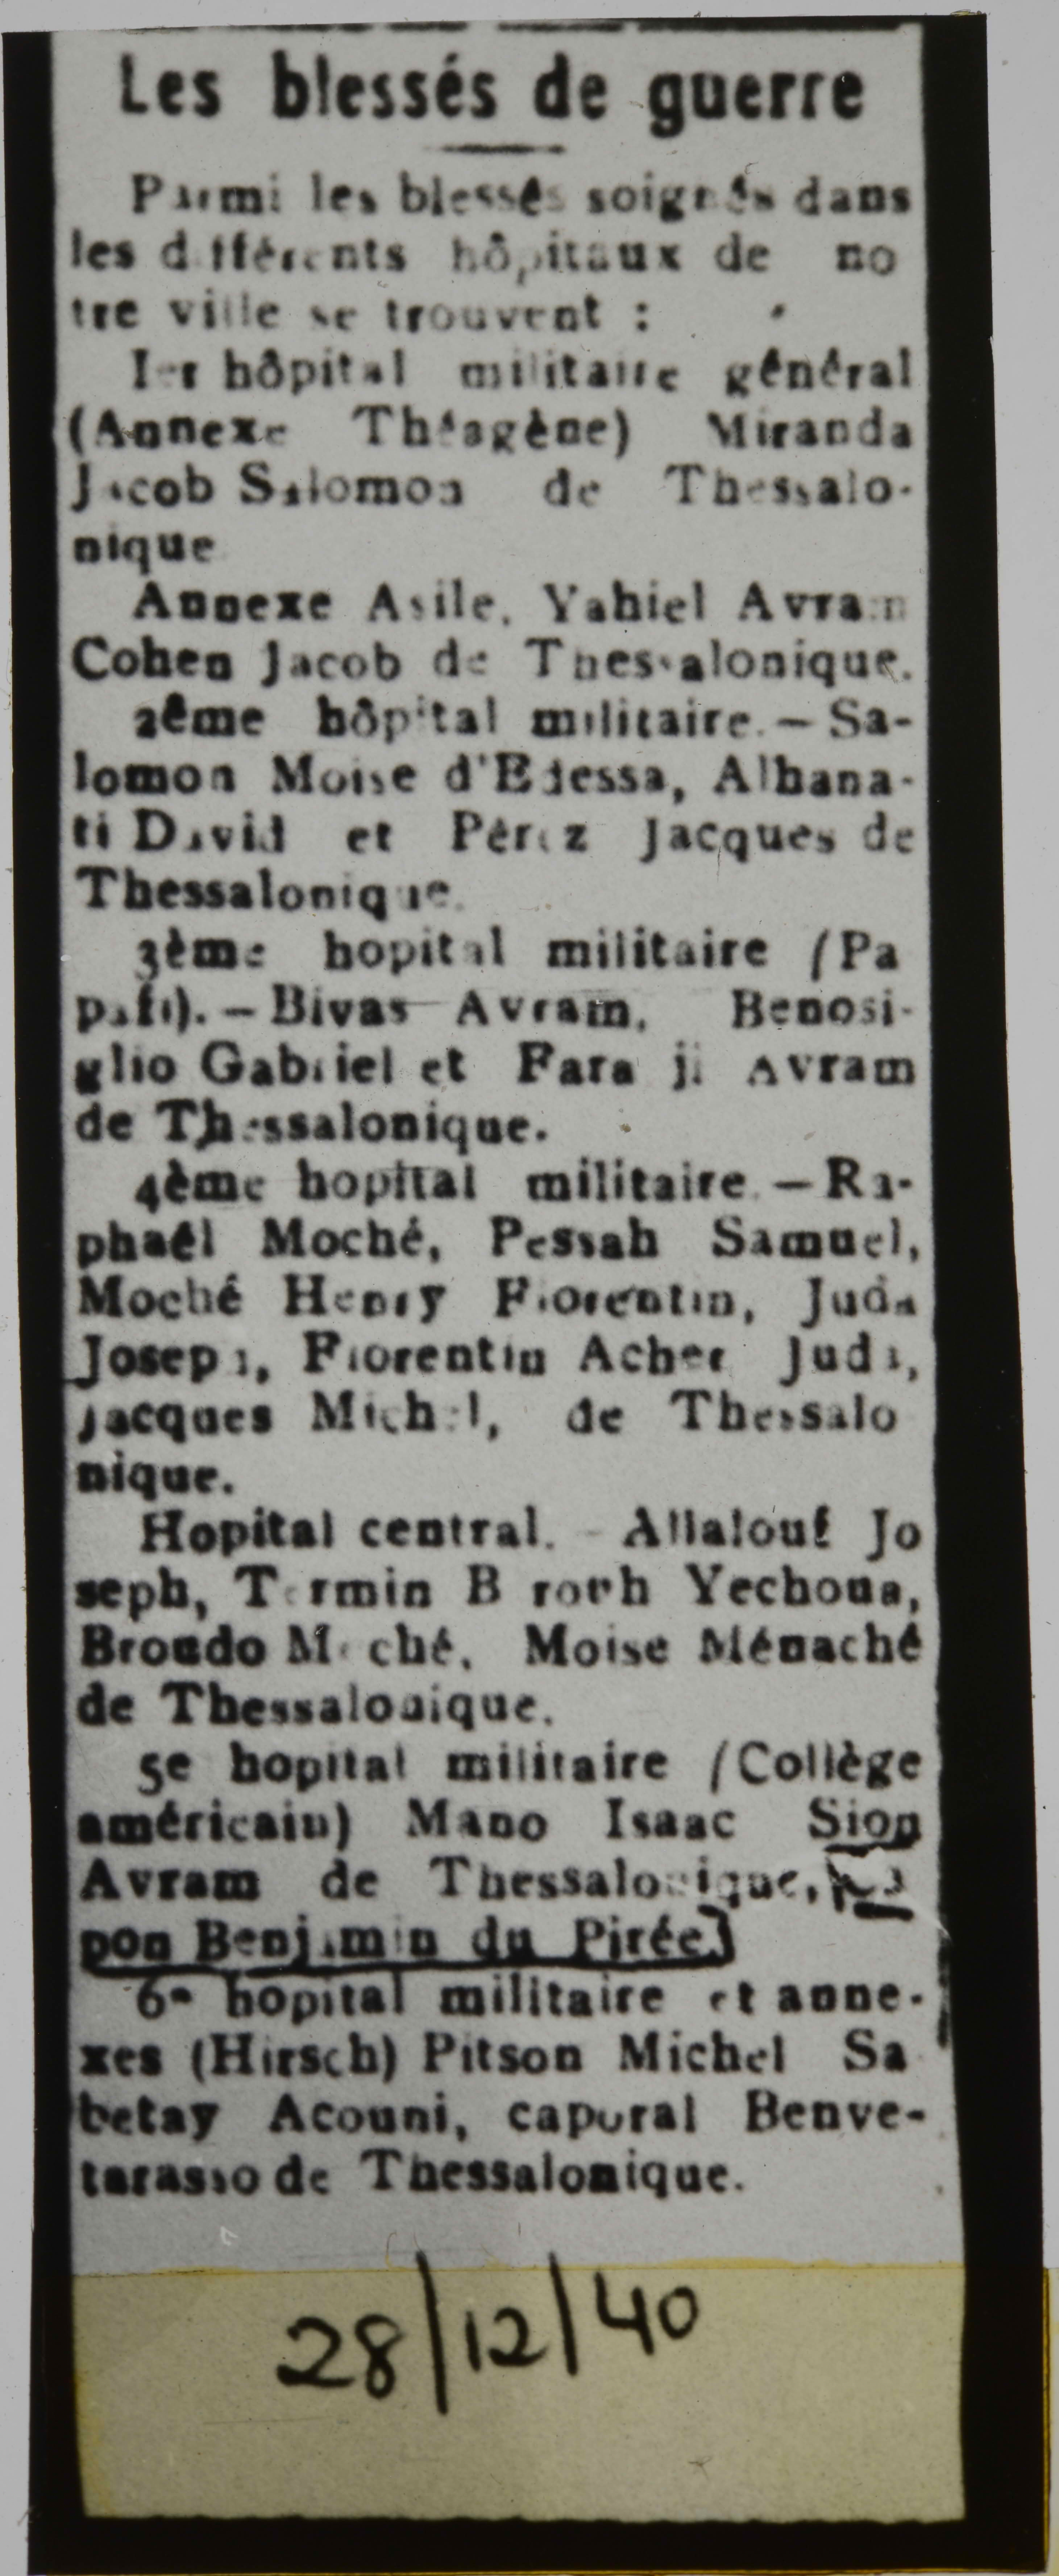 Les blessés de guerre
Parmi les blessés soignés dans
les différents hôpitaux de no
tre ville se trouvent :
Ier hôpital militaire général
(Annexe Théagène) Miranda
Jacob Salomon de Thessalo-
nique
Annexe Asile, Yahiel Avram
Cohen Jacob de Thessalonique.
2ême hôpital militaire. — Sa-
lomon Moise d'Edessa, Alhana-
ti David et Pérez Jacques de
Thessalonique.
3ème hopital militaire (Pa
pafi). — Bivas Avram, Benosi-
glio Gabriel et Fara ji Avram
de Thessalonique.
4ème hopital militaire. — Ra-
phaël Moché, Pessah Samuel,
Moché Henry Fiorentin, Juda
Joseph, Fiorentin Acher Juda,
Jacques Michel, de Thessalo
nique.
Hopital central. - Allalouf Jo
seph, Termin Yechoua,
Broudo Moché, Moise Ménaché
de Thessalonique.
5e hopital militaire (Collège
américain) Mano Isaac Sion
Avram de Thessalonique,
pon Benjamin du Pirée.
6e hopital militaire et anne-
xes (Hirsch) Pitson Michel Sa
betay Acouni, caporal Benve-
tarasso de Thessalonique.
28/12/40